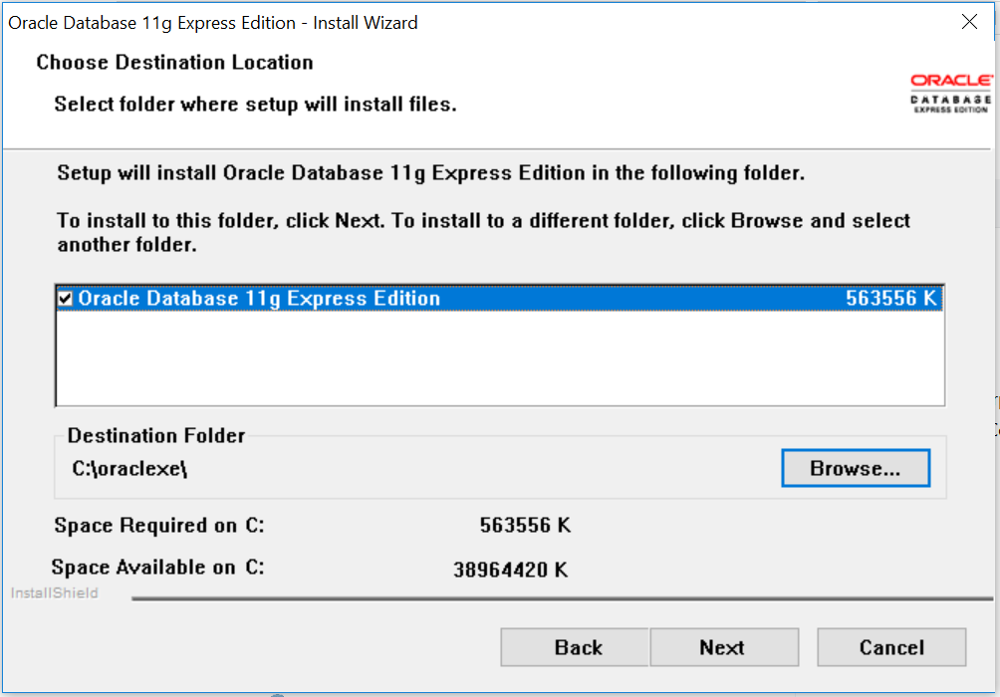 Oracle Database 11g Express Edition - Install Wizard
Choose Destination Location
Select folder where setup will install files.
ORACLE
DATABASE
EXPRESS EDITION
Setup will install Oracle Database 11g Express Edition in the following folder.
To install to this folder, click Next. To install to a different folder, click Browse and select
another folder.
Oracle Database 11g Express Edition 563556 K
Destination Folder
C:\oraclexe\
Browse...
Space Required on C: 563556 K
Space Available on C: 38964420 K
InstallShield
Back Next Cancel